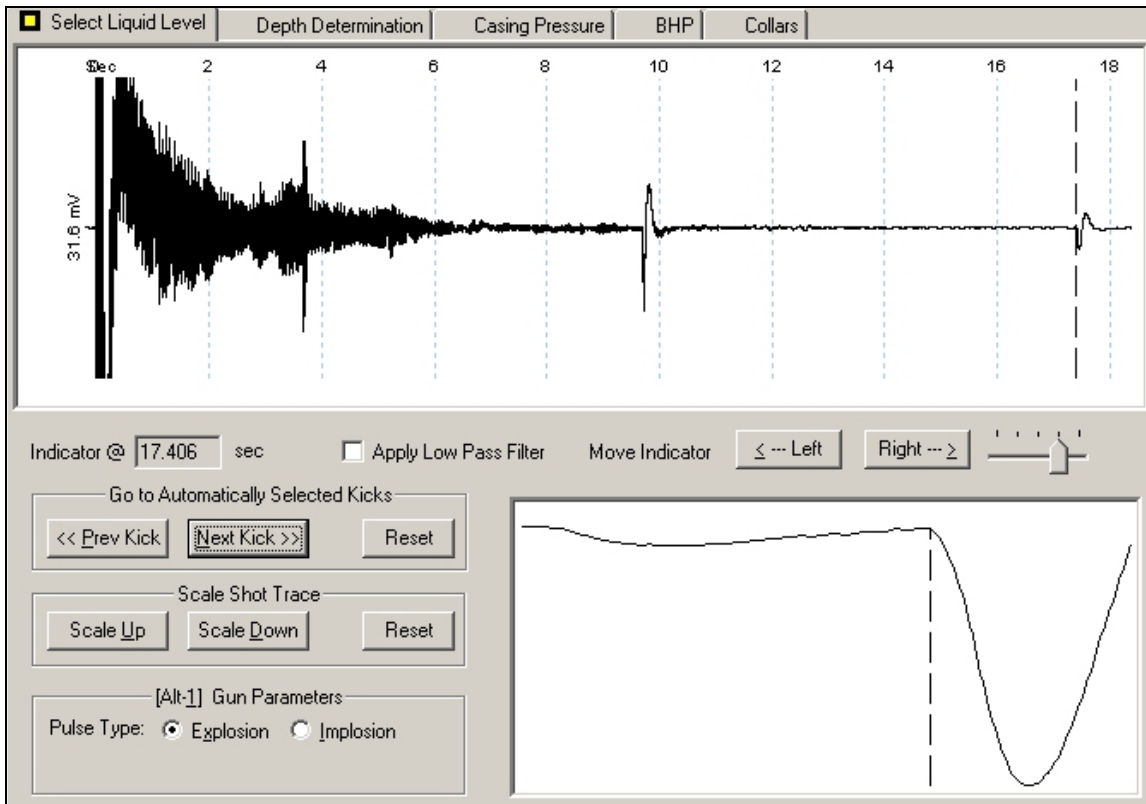 Select Liquid Level Depth Determination Casing Pressure BHP Collars
Sec 2 4 6 8 10 12 14 16 18
31.6 mV
Indicator @ 17.406 sec Apply Low Pass Filter Move Indicator < --- Left Right --- >
Go to Automatically Selected Kicks
<< Prev Kick Next Kick >> Reset
Scale Shot Trace
Scale Up Scale Down Reset
[Alt-1] Gun Parameters
Pulse Type: Explosion Implosion